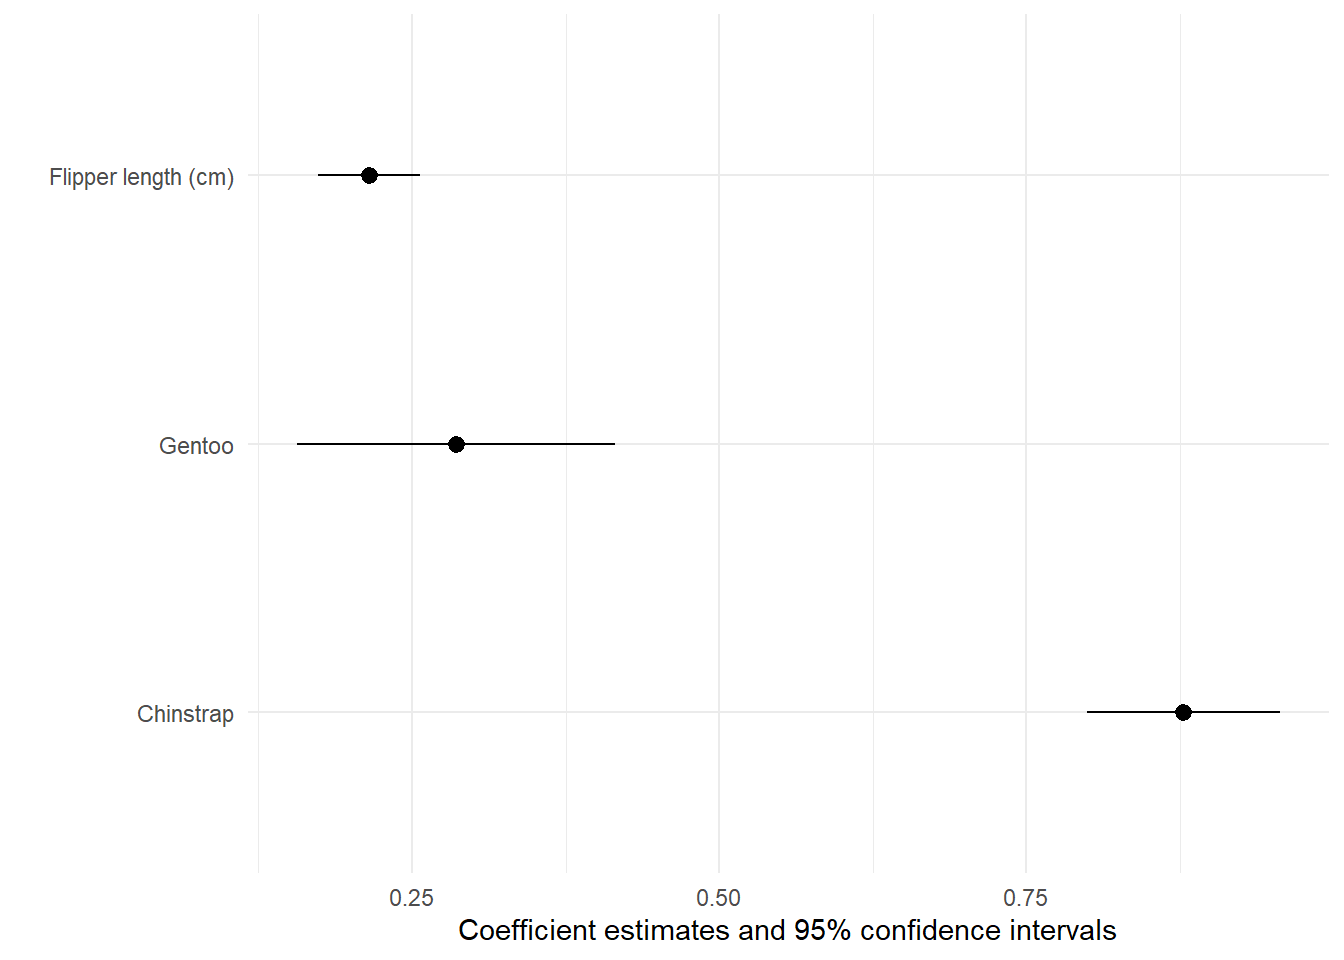 Flipper length (cm)
Gentoo
Chinstrap
0.25 0.50 0.75
Coefficient estimates and 95% confidence intervals